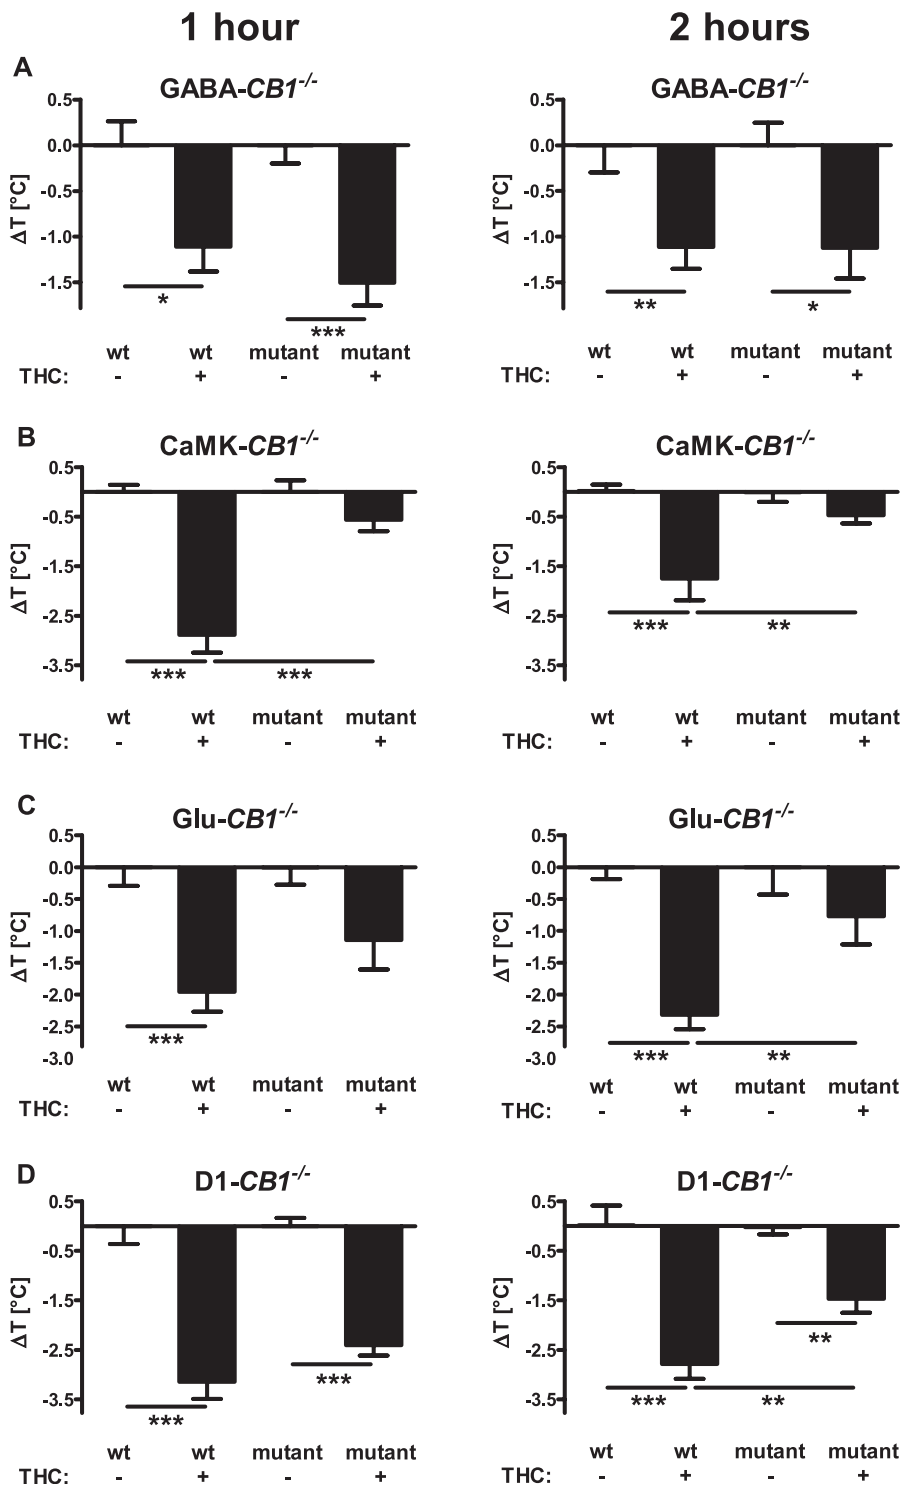 1 hour 2 hours
A
GABA-CB1-/- GABA-CB1-/-
0.5
0.0
-0.5
-1.0
-1.5
ΔT [°C]
* ***
wt wt mutant mutant
THC: - + - +
0.5
0.0
-0.5
-1.0
-1.5
ΔT [°C]
** *
wt wt mutant mutant
THC: - + - +
B
CaMK-CB1-/- CaMK-CB1-/-
0.5
-0.5
-1.5
-2.5
-3.5
ΔT [°C]
*** ***
wt wt mutant mutant
THC: - + - +
0.5
-0.5
-1.5
-2.5
-3.5
ΔT [°C]
*** **
wt wt mutant mutant
THC: - + - +
C
Glu-CB1-/- Glu-CB1-/-
0.5
0.0
-0.5
-1.0
-1.5
-2.0
-2.5
-3.0
ΔT [°C]
***
wt wt mutant mutant
THC: - + - +
0.5
0.0
-0.5
-1.0
-1.5
-2.0
-2.5
-3.0
ΔT [°C]
*** **
wt wt mutant mutant
THC: - + - +
D
D1-CB1-/- D1-CB1-/-
0.5
-0.5
-1.5
-2.5
-3.5
ΔT [°C]
*** ***
wt wt mutant mutant
THC: - + - +
0.5
-0.5
-1.5
-2.5
-3.5
ΔT [°C]
**
*** **
wt wt mutant mutant
THC: - + - +